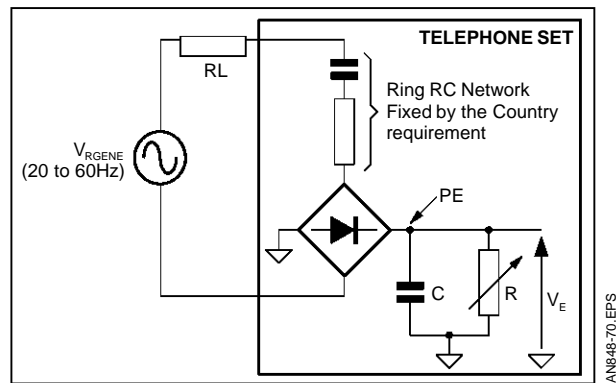 TELEPHONE SET
RL
Ring RC Network
Fixed by the Country
requirement
VRGENE
(20 to 60Hz)
PE
C
R
VE
AN848-70.EPS